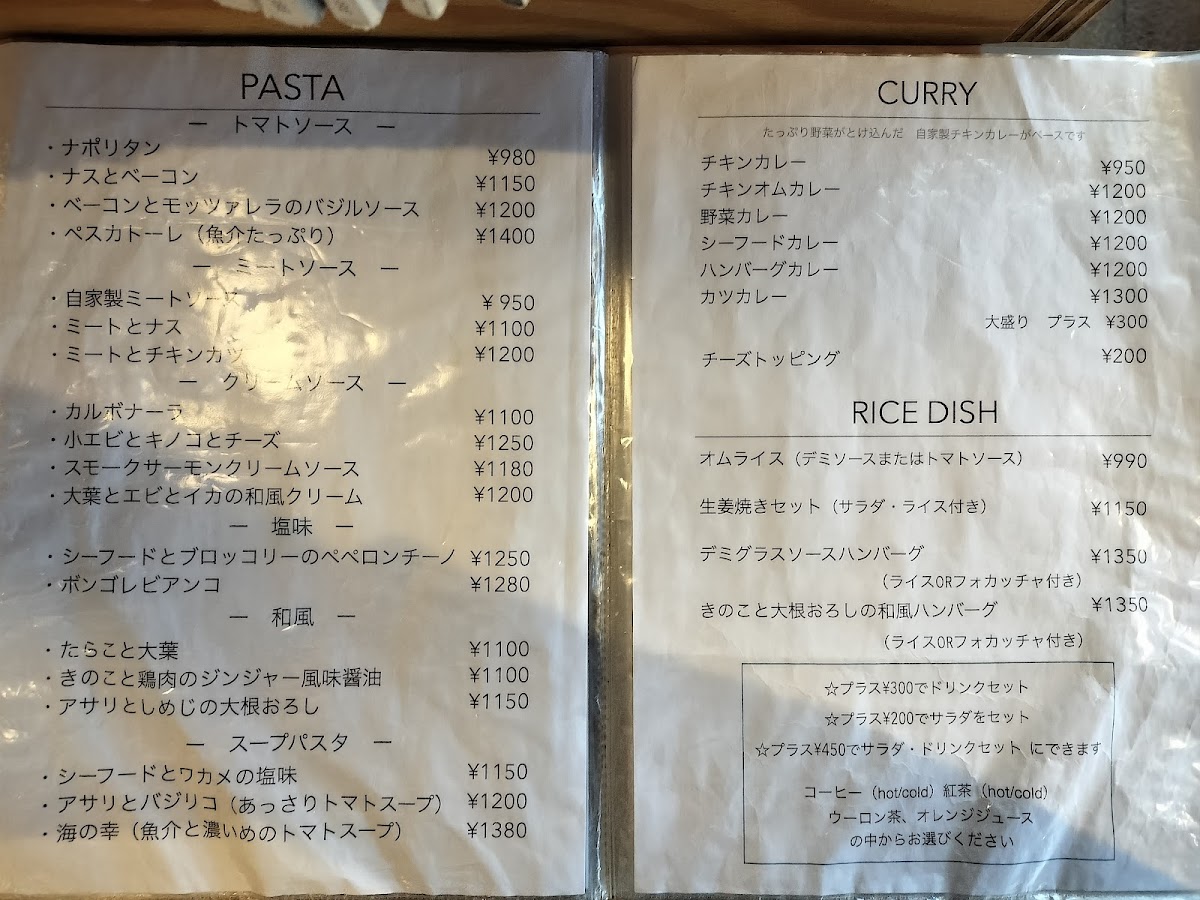 PASTA
ー　トマトソース　ー
・ナポリタン ¥980
・ナスとベーコン ¥1150
・ベーコンとモッツァレラのバジルソース ¥1200
・ペスカトーレ（魚介たっぷり） ¥1400
ー　ミートソース　ー
・自家製ミートソース ¥950
・ミートとナス ¥1100
・ミートとチキンカツ ¥1200
ー　クリームソース　ー
・カルボナーラ ¥1100
・小エビとキノコとチーズ ¥1250
・スモークサーモンクリームソース ¥1180
・大葉とエビとイカの和風クリーム ¥1200
ー　塩味　ー
・シーフードとブロッコリーのペペロンチーノ ¥1250
・ボンゴレビアンコ ¥1280
ー　和風　ー
・たらこと大葉 ¥1100
・きのこと鶏肉のジンジャー風味醤油 ¥1100
・アサリとしめじの大根おろし ¥1150
ー　スープパスタ　ー
・シーフードとワカメの塩味 ¥1150
・アサリとバジリコ（あっさりトマトスープ） ¥1200
・海の幸（魚介と濃いめのトマトスープ） ¥1380
CURRY
たっぷり野菜がとけ込んだ　自家製チキンカレーがベースです
チキンカレー ¥950
チキンオムカレー ¥1200
野菜カレー ¥1200
シーフードカレー ¥1200
ハンバーグカレー ¥1200
カツカレー ¥1300
大盛り　プラス　¥300
チーズトッピング ¥200
RICE DISH
オムライス（デミソースまたはトマトソース） ¥990
生姜焼きセット（サラダ・ライス付き） ¥1150
デミグラスソースハンバーグ ¥1350
（ライスORフォカッチャ付き）
きのこと大根おろしの和風ハンバーグ ¥1350
（ライスORフォカッチャ付き）
☆プラス¥300でドリンクセット
☆プラス¥200でサラダをセット
☆プラス¥450でサラダ・ドリンクセット にできます
コーヒー（hot/cold）紅茶（hot/cold）
ウーロン茶、オレンジジュース
の中からお選びください